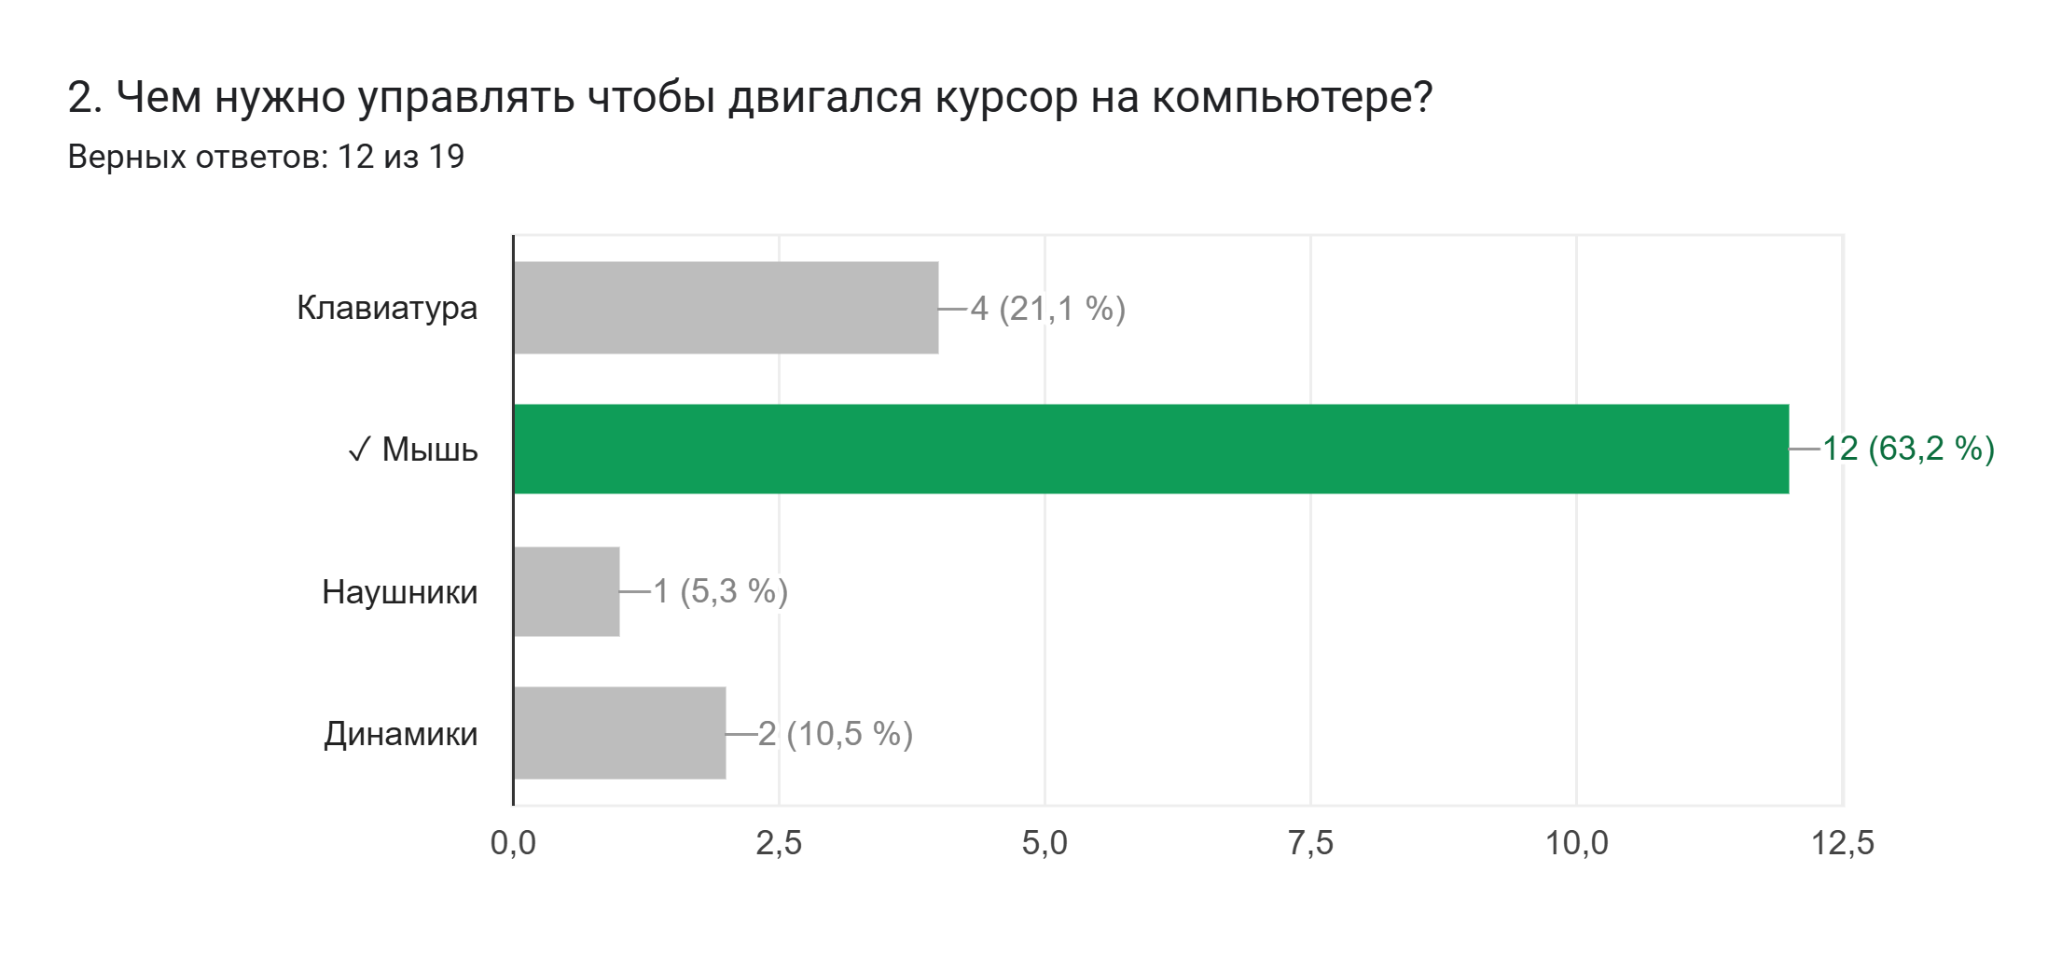 2. Чем нужно управлять чтобы двигался курсор на компьютере?
Верных ответов: 12 из 19
Клавиатура 4 (21,1 %)
✓ Мышь 12 (63,2 %)
Наушники 1 (5,3 %)
Динамики 2 (10,5 %)
0,0 2,5 5,0 7,5 10,0 12,5